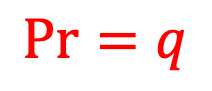 Pr = q